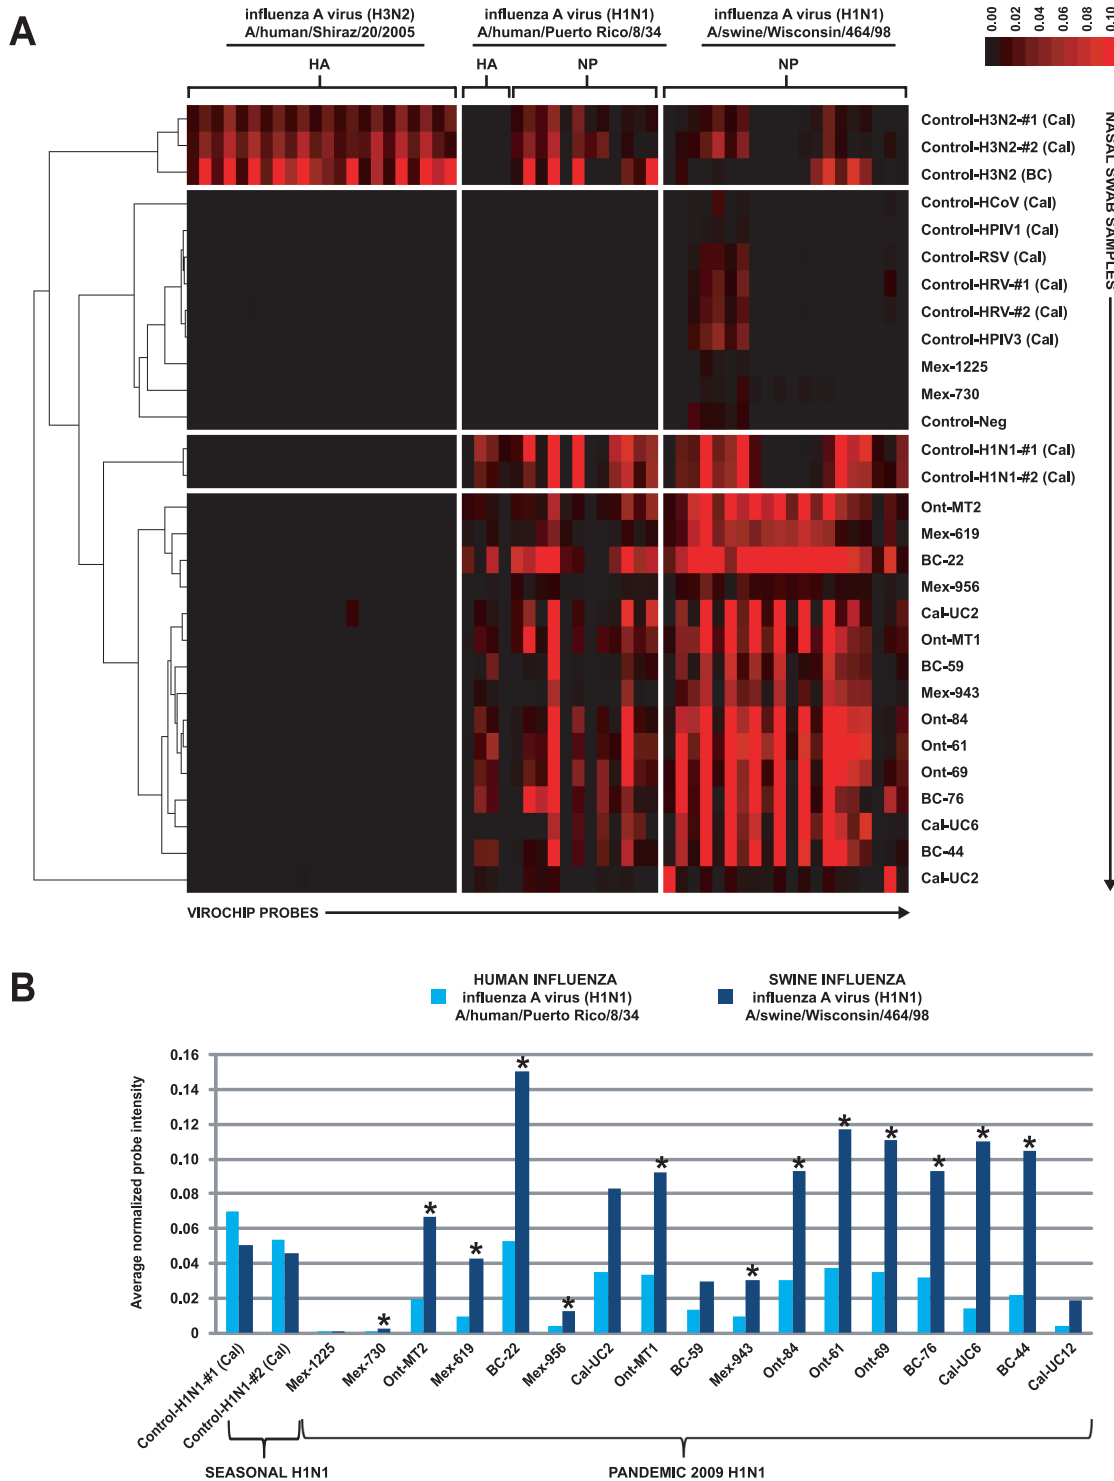 A
influenza A virus (H3N2)
A/human/Shiraz/20/2005
influenza A virus (H1N1)
A/human/Puerto Rico/8/34
influenza A virus (H1N1)
A/swine/Wisconsin/464/98
0.00
0.02
0.04
0.06
0.08
0.10
HA
HA
NP
NP
NASAL SWAB SAMPLES
Control-H3N2-#1 (Cal)
Control-H3N2-#2 (Cal)
Control-H3N2 (BC)
Control-HCoV (Cal)
Control-HPIV1 (Cal)
Control-RSV (Cal)
Control-HRV-#1 (Cal)
Control-HRV-#2 (Cal)
Control-HPIV3 (Cal)
Mex-1225
Mex-730
Control-Neg
Control-H1N1-#1 (Cal)
Control-H1N1-#2 (Cal)
Ont-MT2
Mex-619
BC-22
Mex-956
Cal-UC2
Ont-MT1
BC-59
Mex-943
Ont-84
Ont-61
Ont-69
BC-76
Cal-UC6
BC-44
Cal-UC2
VIROCHIP PROBES
B
HUMAN INFLUENZA
influenza A virus (H1N1)
A/human/Puerto Rico/8/34
SWINE INFLUENZA
influenza A virus (H1N1)
A/swine/Wisconsin/464/98
Average normalized probe intensity
0.16
0.14
0.12
0.10
0.08
0.06
0.04
0.02
0
* * * * * * * * * * * * *
Control-H1N1-#1 (Cal)
Control-H1N1-#2 (Cal)
Mex-1225
Mex-730
Ont-MT2
Mex-619
BC-22
Mex-956
Cal-UC2
Ont-MT1
BC-59
Mex-943
Ont-84
Ont-61
Ont-69
BC-76
Cal-UC6
BC-44
Cal-UC12
SEASONAL H1N1
PANDEMIC 2009 H1N1